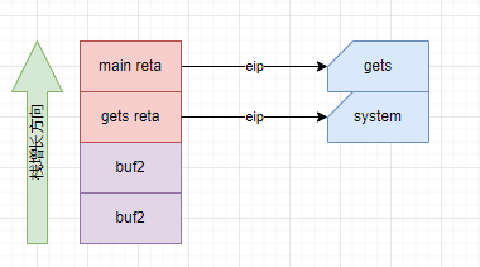 main reta
eip
gets
gets reta
eip
system
buf2
buf2
栈增长方向